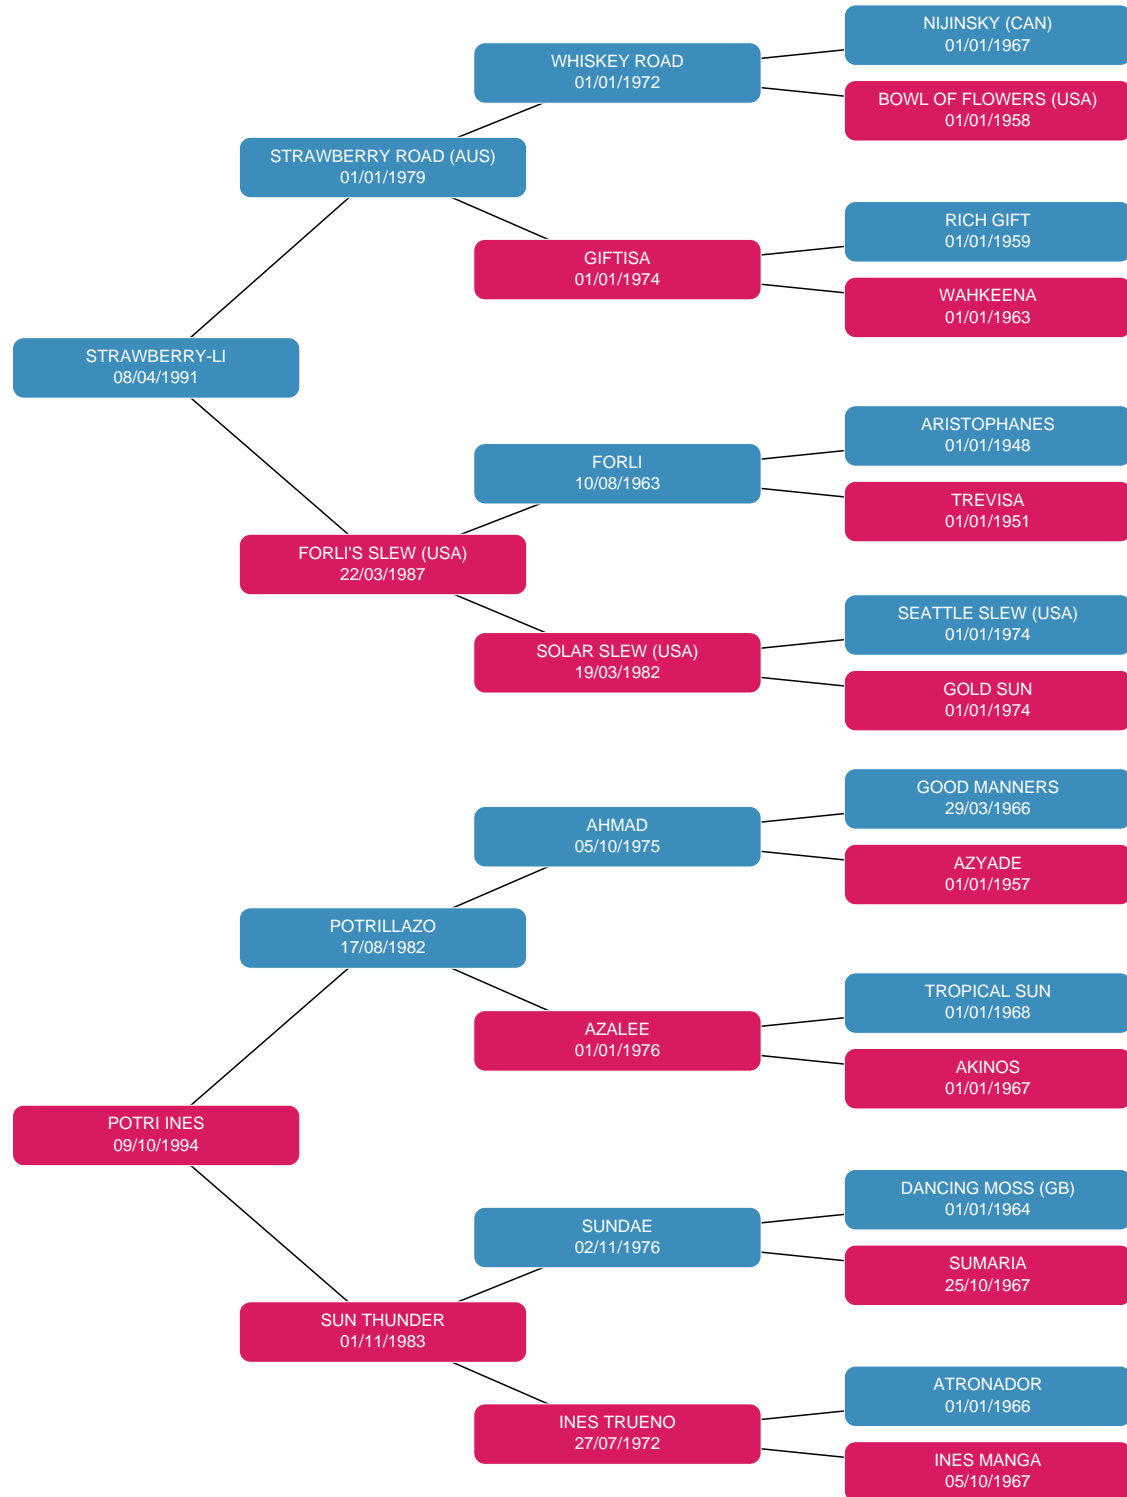 NIJINSKY (CAN)
01/01/1967
WHISKEY ROAD
01/01/1972
BOWL OF FLOWERS (USA)
01/01/1958
STRAWBERRY ROAD (AUS)
01/01/1979
RICH GIFT
01/01/1959
GIFTISA
01/01/1974
WAHKEENA
01/01/1963
STRAWBERRY-LI
08/04/1991
ARISTOPHANES
01/01/1948
FORLI
10/08/1963
TREVISA
01/01/1951
FORLI'S SLEW (USA)
22/03/1987
SEATTLE SLEW (USA)
01/01/1974
SOLAR SLEW (USA)
19/03/1982
GOLD SUN
01/01/1974
GOOD MANNERS
29/03/1966
AHMAD
05/10/1975
AZYADE
01/01/1957
POTRILLAZO
17/08/1982
TROPICAL SUN
01/01/1968
AZALEE
01/01/1976
AKINOS
01/01/1967
POTRI INES
09/10/1994
DANCING MOSS (GB)
01/01/1964
SUNDAE
02/11/1976
SUMARIA
25/10/1967
SUN THUNDER
01/11/1983
ATRONADOR
01/01/1966
INES TRUENO
27/07/1972
INES MANGA
05/10/1967